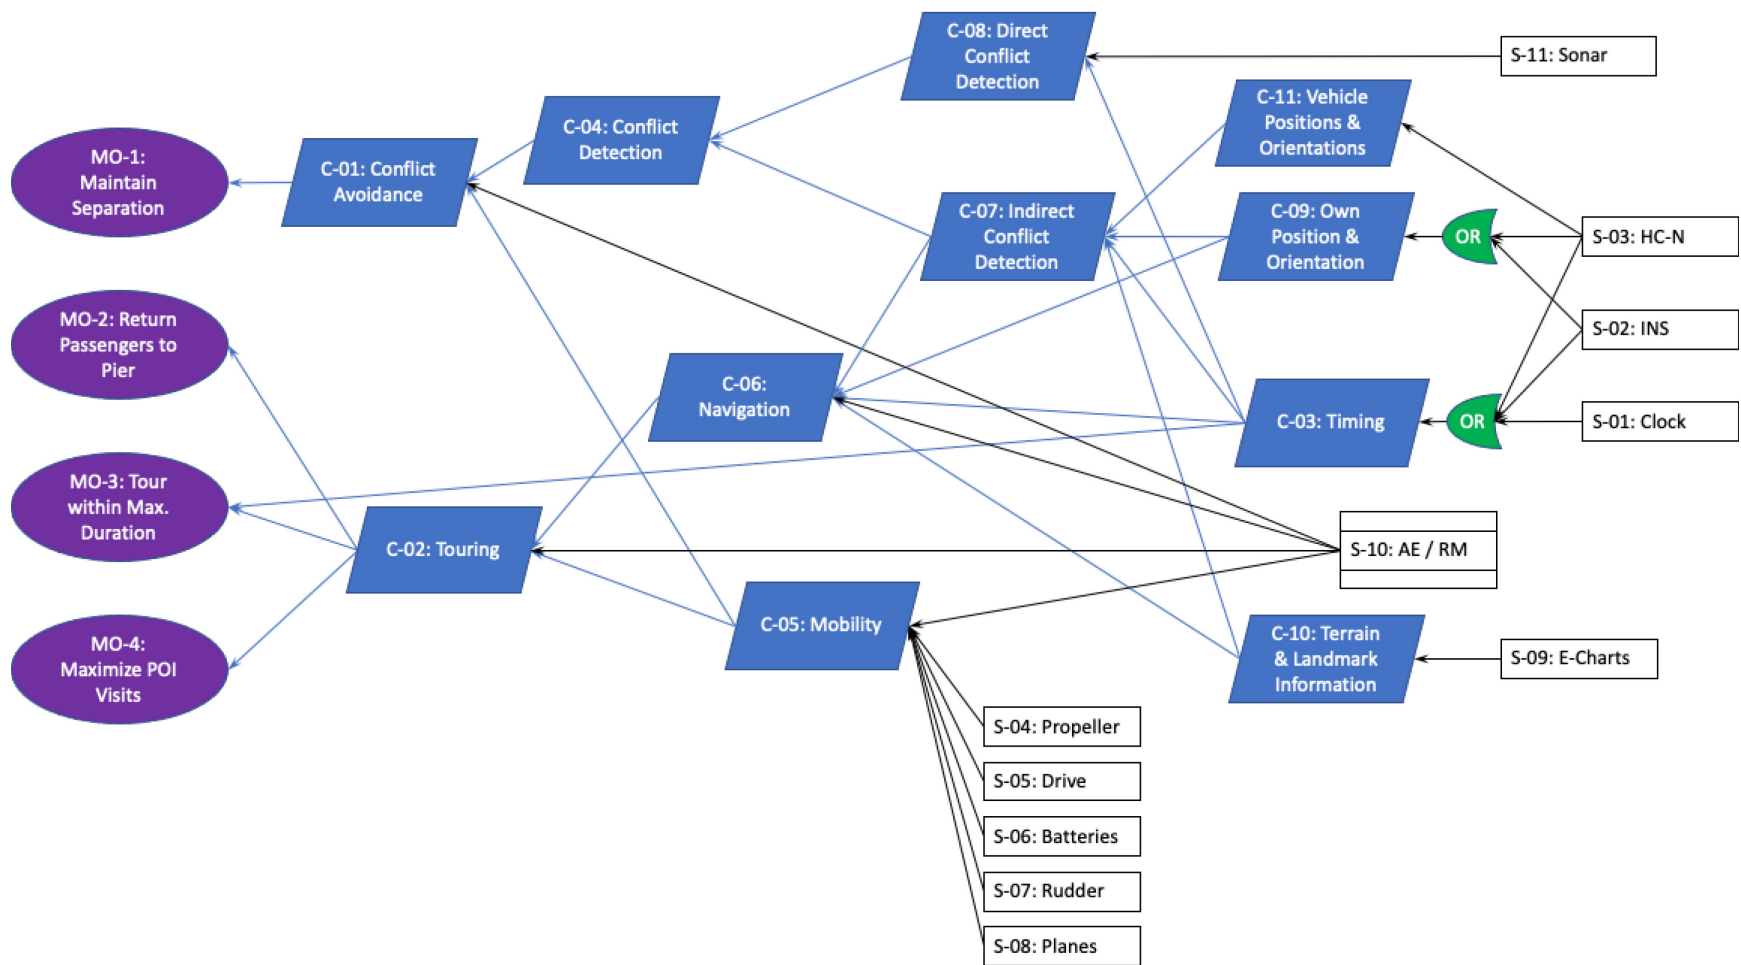 C-08: Direct
Conflict
Detection
S-11: Sonar
C-11: Vehicle
Positions &
Orientations
C-04: Conflict
Detection
MO-1:
Maintain
Separation
C-01: Conflict
Avoidance
C-07: Indirect
Conflict
Detection
C-09: Own
Position &
Orientation
OR
S-03: HC-N
MO-2: Return
Passengers to
Pier
S-02: INS
C-06:
Navigation
C-03: Timing
OR
S-01: Clock
MO-3: Tour
within Max.
Duration
C-02: Touring
S-10: AE / RM
MO-4:
Maximize POI
Visits
C-05: Mobility
C-10: Terrain
& Landmark
Information
S-09: E-Charts
S-04: Propeller
S-05: Drive
S-06: Batteries
S-07: Rudder
S-08: Planes